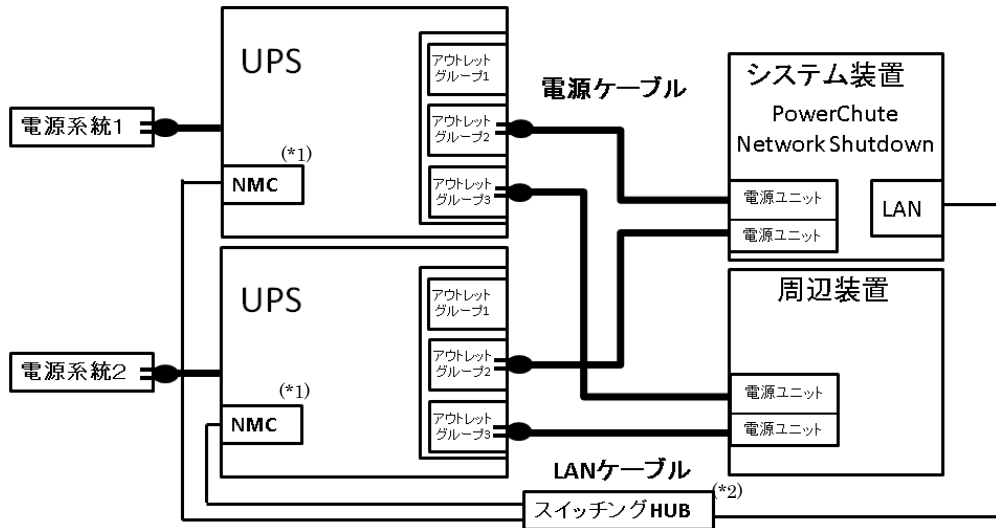 電源系統1
UPS
アウトレット
グループ1
アウトレット
グループ2
アウトレット
グループ3
(*1)
NMC
電源ケーブル
システム装置
PowerChute
Network Shutdown
電源ユニット
電源ユニット
LAN
電源系統2
UPS
アウトレット
グループ1
アウトレット
グループ2
アウトレット
グループ3
(*1)
NMC
周辺装置
電源ユニット
電源ユニット
LANケーブル
(*2)
スイッチングHUB